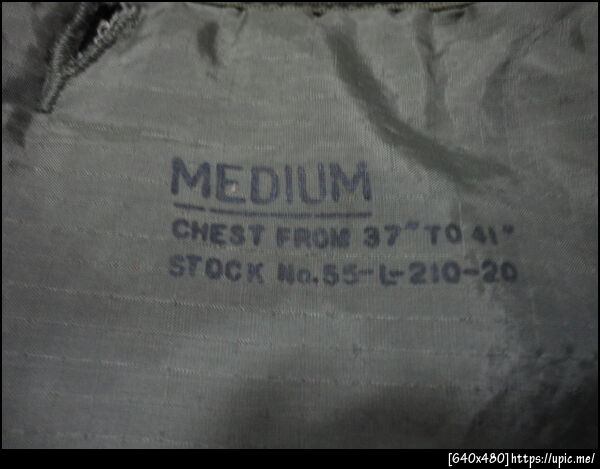 MEDIUM
CHEST FROM 37" TO 41"
STOCK No. 55-L-210-20
[640x480]https://upic.me/